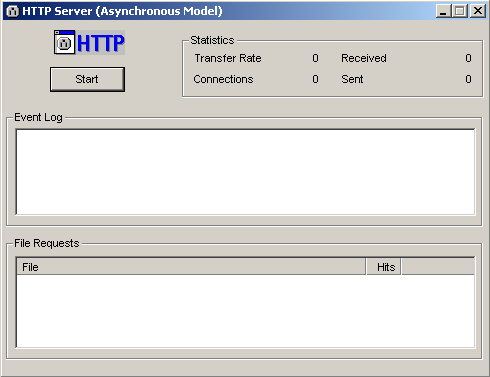 HTTP Server (Asynchronous Model)
HTTP
Start
Statistics
Transfer Rate 0 Received 0
Connections 0 Sent 0
Event Log
File Requests
File Hits